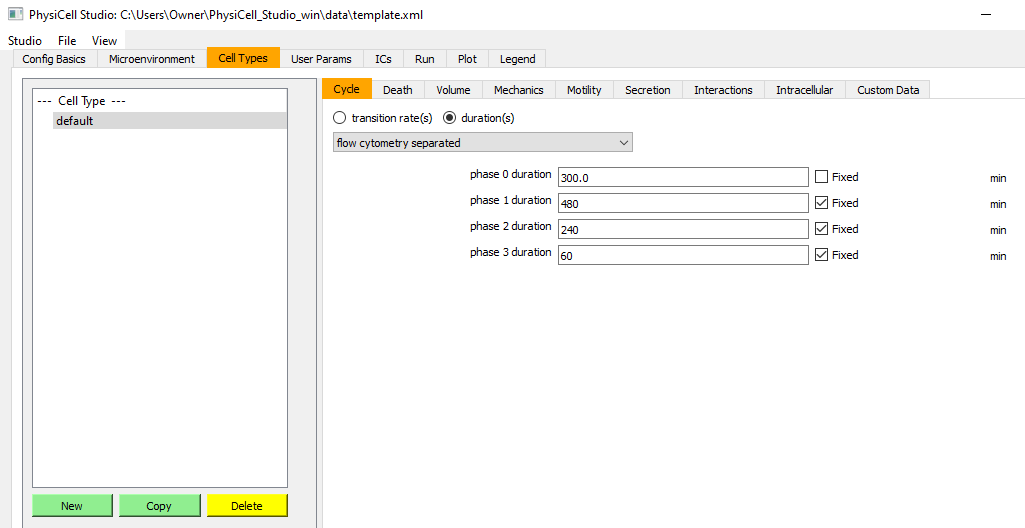 PhysiCell Studio: C:\Users\Owner\PhysiCell_Studio_win\data\template.xml
Studio File View
Config Basics Microenvironment Cell Types User Params ICs Run Plot Legend
--- Cell Type ---
default
New Copy Delete
Cycle Death Volume Mechanics Motility Secretion Interactions Intracellular Custom Data
transition rate(s) duration(s)
flow cytometry separated
phase 0 duration 300.0 Fixed min
phase 1 duration 480 Fixed min
phase 2 duration 240 Fixed min
phase 3 duration 60 Fixed min